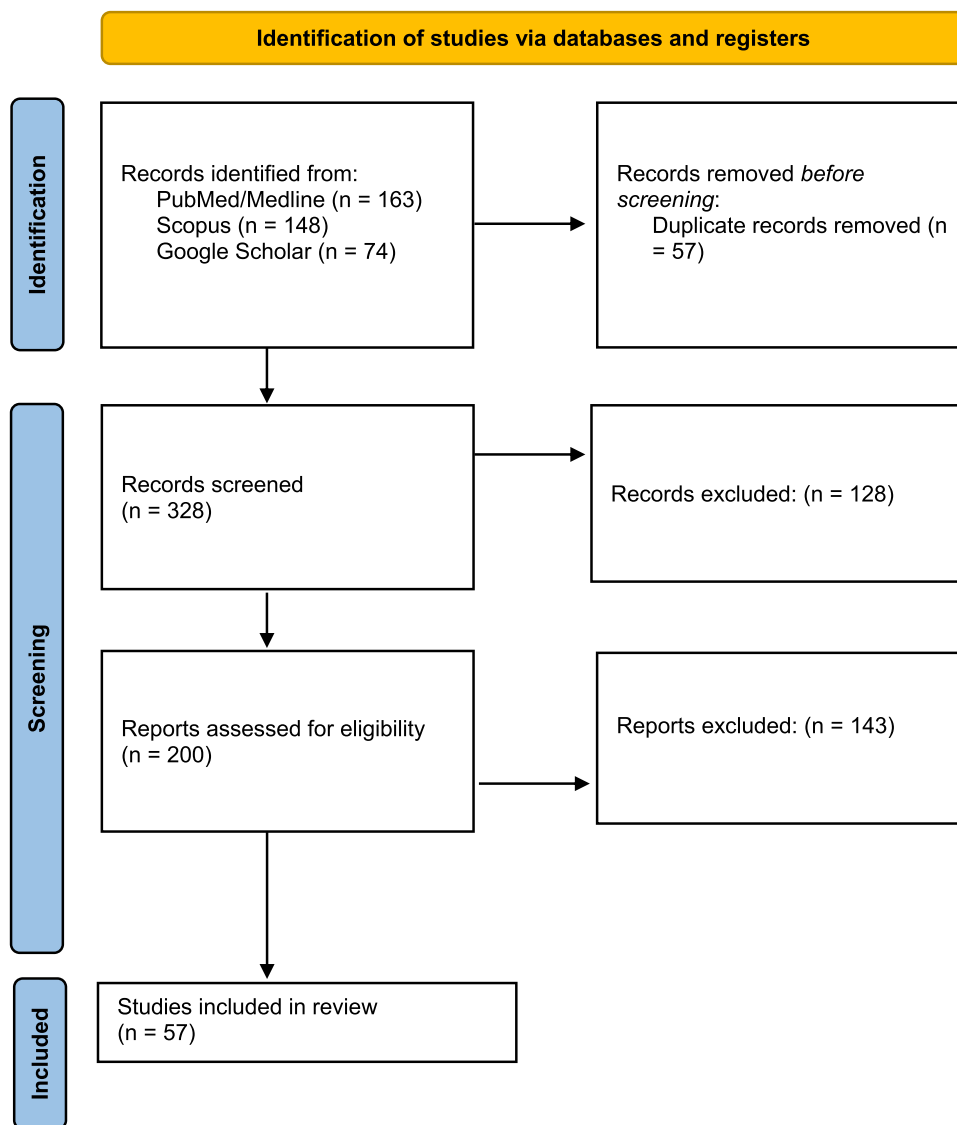 Identification of studies via databases and registers
Identification
Records identified from:
PubMed/Medline (n = 163)
Scopus (n = 148)
Google Scholar (n = 74)
Records removed before
screening:
Duplicate records removed (n
= 57)
Screening
Records screened
(n = 328)
Records excluded: (n = 128)
Reports assessed for eligibility
(n = 200)
Reports excluded: (n = 143)
Included
Studies included in review
(n = 57)